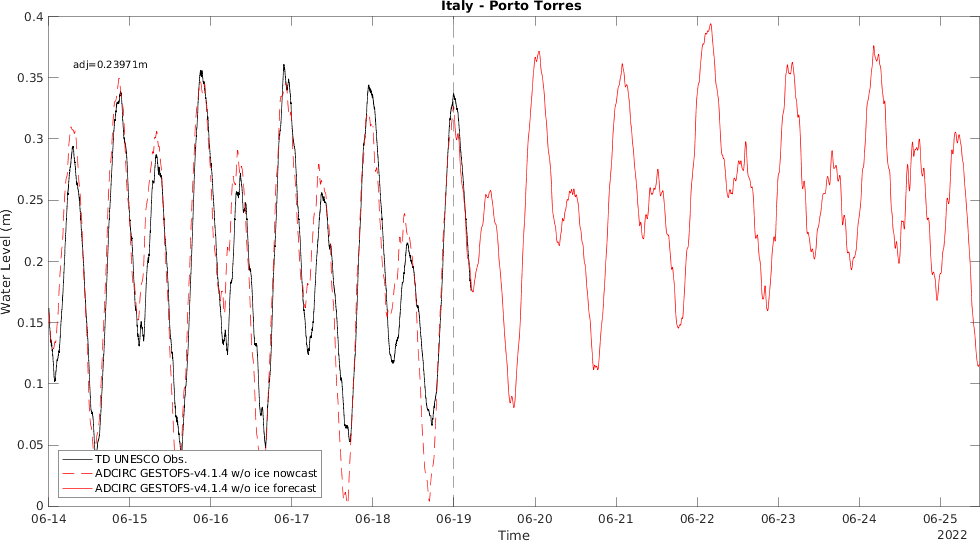 Italy - Porto Torres
adj=0.23971m
Water Level (m)
0.4
0.35
0.3
0.25
0.2
0.15
0.1
0.05
0
TD UNESCO Obs.
ADCIRC GESTOFS-v4.1.4 w/o ice nowcast
ADCIRC GESTOFS-v4.1.4 w/o ice forecast
06-14 06-15 06-16 06-17 06-18 06-19 06-20 06-21 06-22 06-23 06-24 06-25
Time
2022